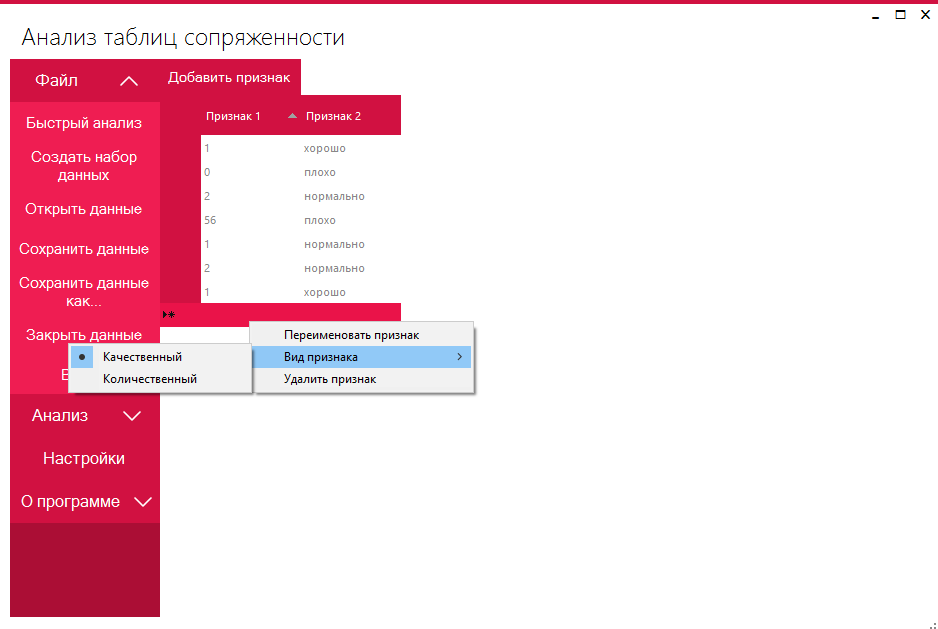 Анализ таблиц сопряженности
Файл
Добавить признак
Быстрый анализ
Создать набор
данных
Открыть данные
Сохранить данные
Сохранить данные
как...
Закрыть данные
Анализ
Настройки
О программе
Признак 1 Признак 2
1 хорошо
0 плохо
2 нормально
56 плохо
1 нормально
2 нормально
1 хорошо
Переименовать признак
Вид признака
Удалить признак
Качественный
Количественный